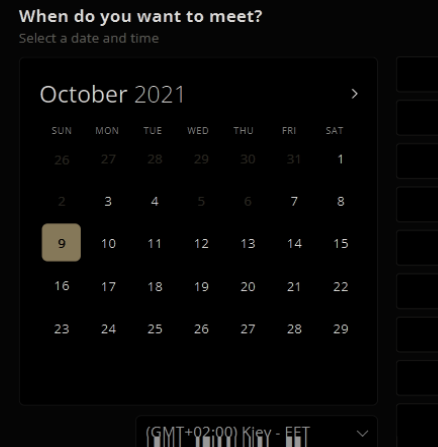 When do you want to meet?
Select a date and time
October 2021
SUN MON TUE WED THU FRI SAT
26 27 28 29 30 31 1
2 3 4 5 6 7 8
9 10 11 12 13 14 15
16 17 18 19 20 21 22
23 24 25 26 27 28 29
(GMT+02:00) Kiev - EET